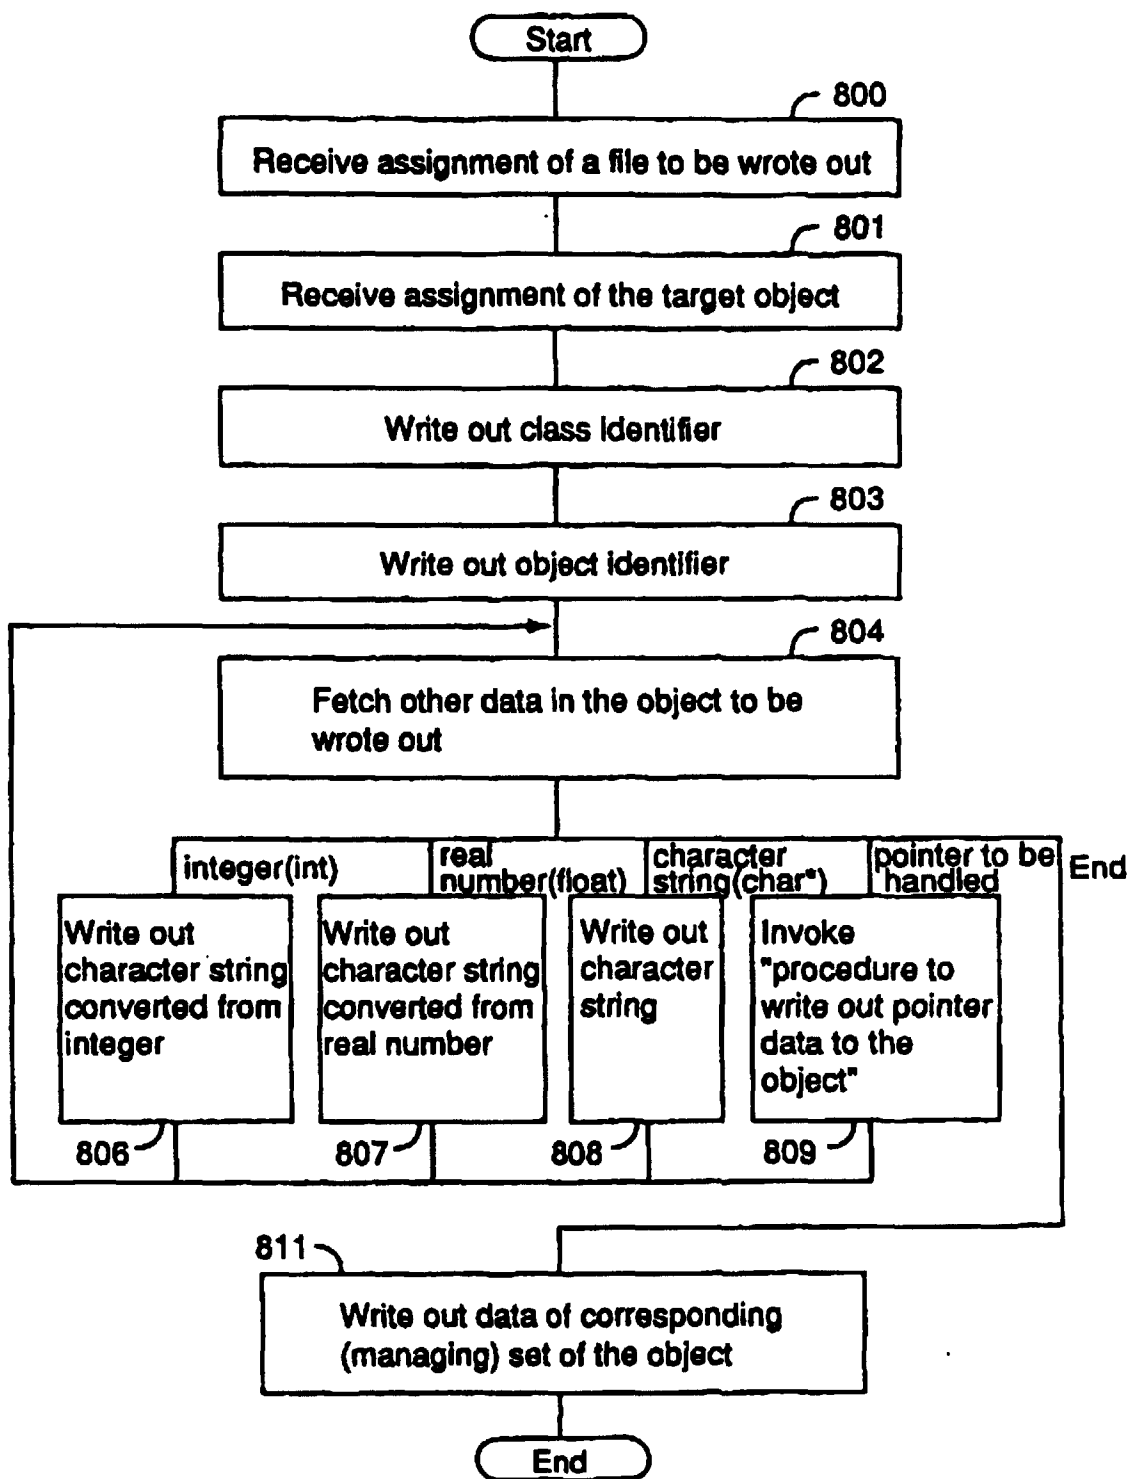 Start
800
Receive assignment of a file to be wrote out
801
Receive assignment of the target object
802
Write out class identifier
803
Write out object identifier
804
Fetch other data in the object to be
wrote out
integer(int)
real
number(float)
character
string(char*)
pointer to be
handled
End
Write out
character string
converted from
integer
Write out
character string
converted from
real number
Write out
character
string
Invoke
"procedure to
write out pointer
data to the
object"
806
807
808
809
811
Write out data of corresponding
(managing) set of the object
End